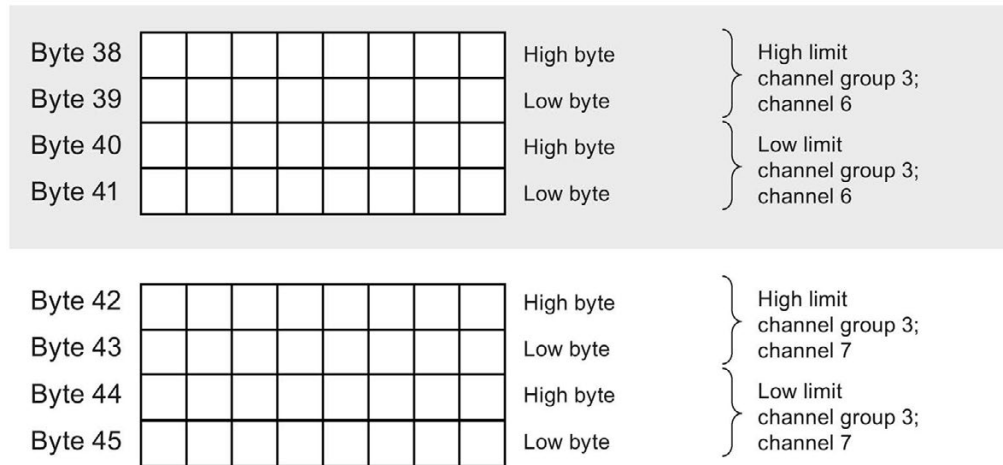 Byte 38 High byte
Byte 39 Low byte
High limit
channel group 3;
channel 6
Byte 40 High byte
Byte 41 Low byte
Low limit
channel group 3;
channel 6
Byte 42 High byte
Byte 43 Low byte
High limit
channel group 3;
channel 7
Byte 44 High byte
Byte 45 Low byte
Low limit
channel group 3;
channel 7